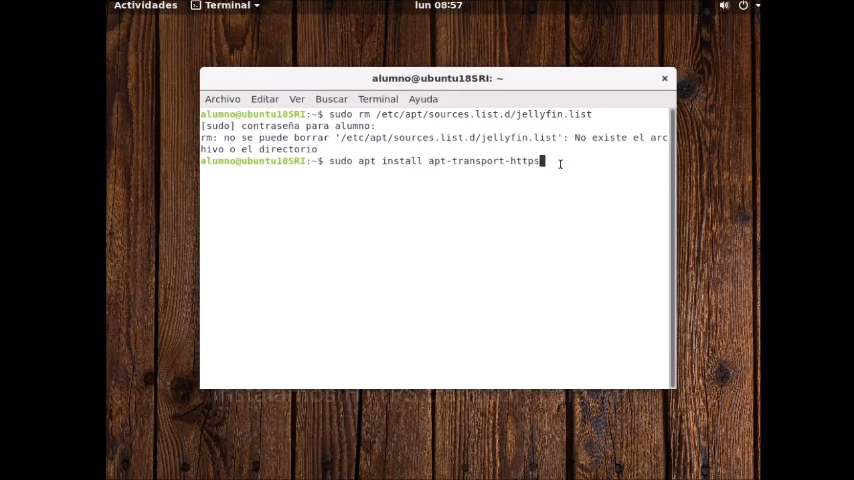 Actividades Terminal lun 08:57
alumno@ubuntu18SRI: ~
Archivo Editar Ver Buscar Terminal Ayuda
alumno@ubuntu18SRI:~$ sudo rm /etc/apt/sources.list.d/jellyfin.list
[sudo] contraseña para alumno:
rm: no se puede borrar '/etc/apt/sources.list.d/jellyfin.list': No existe el arc
hivo o el directorio
alumno@ubuntu18SRI:~$ sudo apt install apt-transport-https